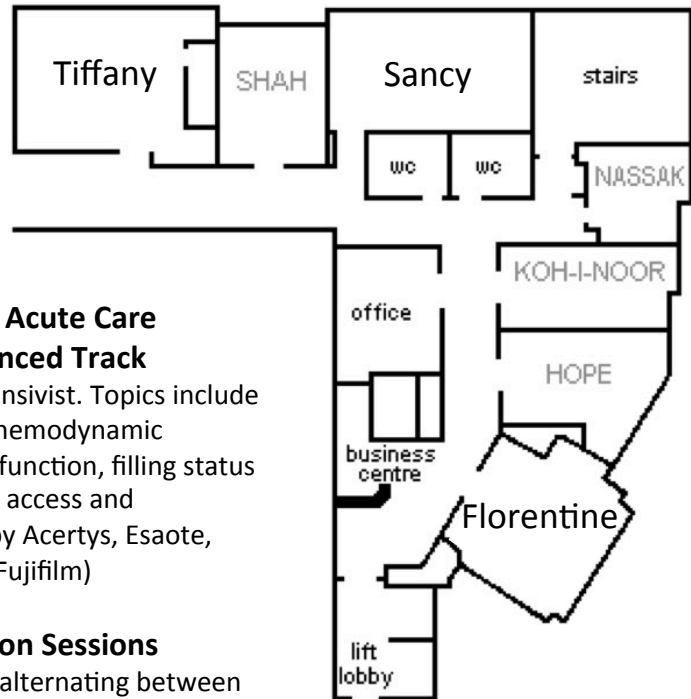 Tiffany
SHAH
Sancy
stairs
wc
wc
NASSAK
KOH-I-NOOR
office
HOPE
business
centre
Florentine
lift
lobby
Acute Care
nced Track
ensivist. Topics include
hemodynamic
function, filling status
access and
by Acertys, Esaote,
Fujifilm)
on Sessions
alternating between